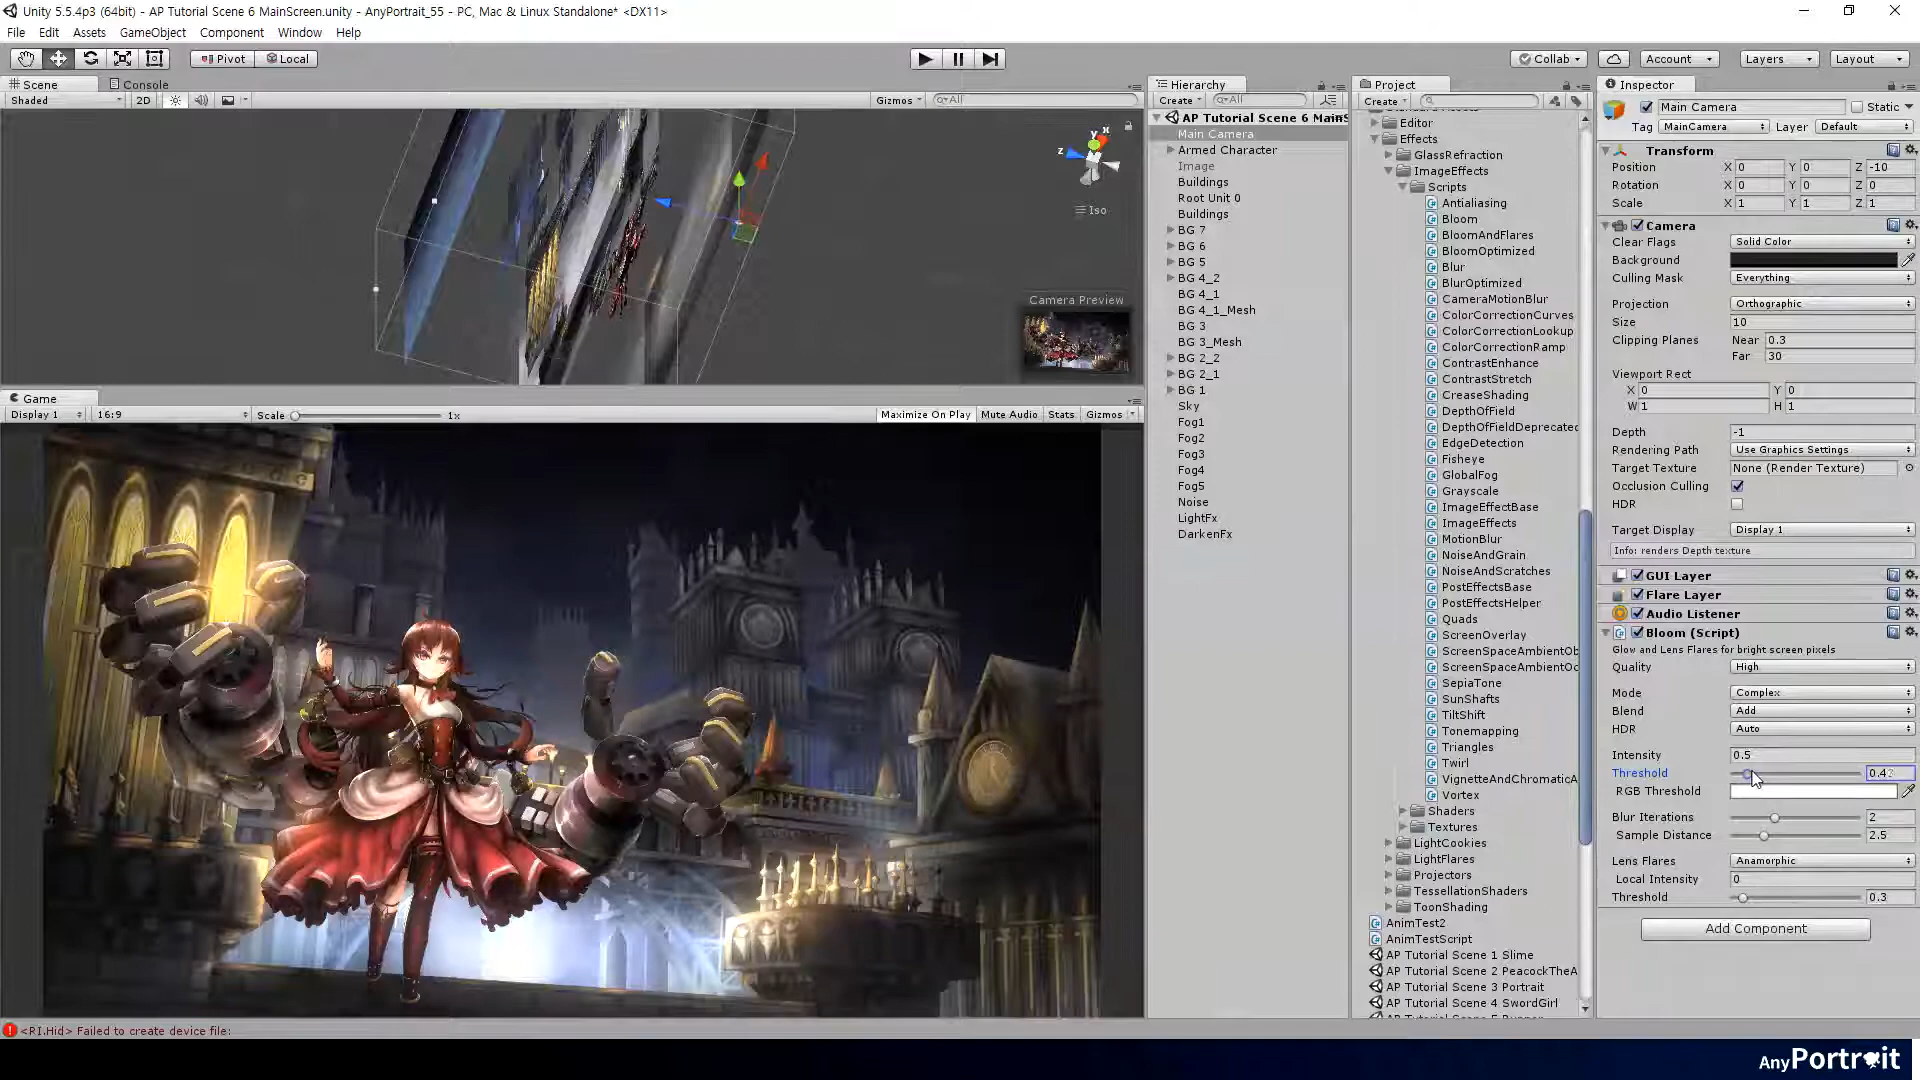 Unity 5.5.4p3 (64bit) - AP Tutorial Scene 6 MainScreen.unity - AnyPortrait_55 - PC, Mac & Linux Standalone* <DX11>
File Edit Assets GameObject Component Window Help
Pivot Local Collab Account Layers Layout
Scene Console
Shaded 2D Gizmos All
y x z
Iso
Camera Preview
Game
Display 1 16:9 Scale 1x Maximize On Play Mute Audio Stats Gizmos
<RI.Hid> Failed to create device file:
Hierarchy
Create All
AP Tutorial Scene 6 MainS
Main Camera
Armed Character
Image
Buildings
Root Unit 0
Buildings
BG 7
BG 6
BG 5
BG 4_2
BG 4_1
BG 4_1_Mesh
BG 3
BG 3_Mesh
BG 2_2
BG 2_1
BG 1
Sky
Fog1
Fog2
Fog3
Fog4
Fog5
Noise
LightFx
DarkenFx
Project
Create
Editor
Effects
GlassRefraction
ImageEffects
Scripts
Antialiasing
Bloom
BloomAndFlares
BloomOptimized
Blur
BlurOptimized
CameraMotionBlur
ColorCorrectionCurves
ColorCorrectionLookup
ColorCorrectionRamp
ContrastEnhance
ContrastStretch
CreaseShading
DepthOfField
DepthOfFieldDeprecated
EdgeDetection
Fisheye
GlobalFog
Grayscale
ImageEffectBase
ImageEffects
MotionBlur
NoiseAndGrain
NoiseAndScratches
PostEffectsBase
PostEffectsHelper
Quads
ScreenOverlay
ScreenSpaceAmbientOb
ScreenSpaceAmbientOc
SepiaTone
SunShafts
TiltShift
Tonemapping
Triangles
Twirl
VignetteAndChromaticA
Vortex
Shaders
Textures
LightCookies
LightFlares
Projectors
TessellationShaders
ToonShading
AnimTest2
AnimTestScript
AP Tutorial Scene 1 Slime
AP Tutorial Scene 2 PeacockTheA
AP Tutorial Scene 3 Portrait
AP Tutorial Scene 4 SwordGirl
Inspector
Main Camera Static
Tag MainCamera Layer Default
Transform
Position X 0 Y 0 Z -10
Rotation X 0 Y 0 Z 0
Scale X 1 Y 1 Z 1
Camera
Clear Flags Solid Color
Background
Culling Mask Everything
Projection Orthographic
Size 10
Clipping Planes Near 0.3
Far 30
Viewport Rect
X 0 Y 0
W 1 H 1
Depth -1
Rendering Path Use Graphics Settings
Target Texture None (Render Texture)
Occlusion Culling
HDR
Target Display Display 1
Info: renders Depth texture
GUI Layer
Flare Layer
Audio Listener
Bloom (Script)
Glow and Lens Flares for bright screen pixels
Quality High
Mode Complex
Blend Add
HDR Auto
Intensity 0.5
Threshold
RGB Threshold
Blur Iterations 2
Sample Distance 2.5
Lens Flares Anamorphic
Local Intensity 0
Threshold 0.3
Add Component
AnyPortrait